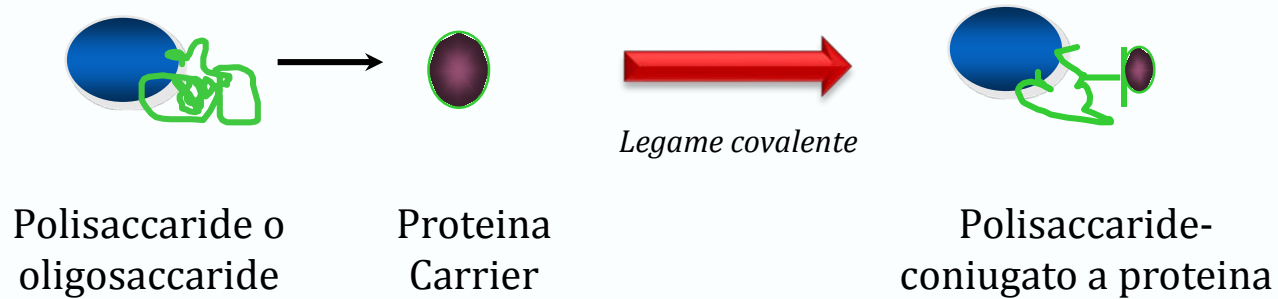 Legame covalente
Polisaccaride o
oligosaccaride
Proteina
Carrier
Polisaccaride-
coniugato a proteina